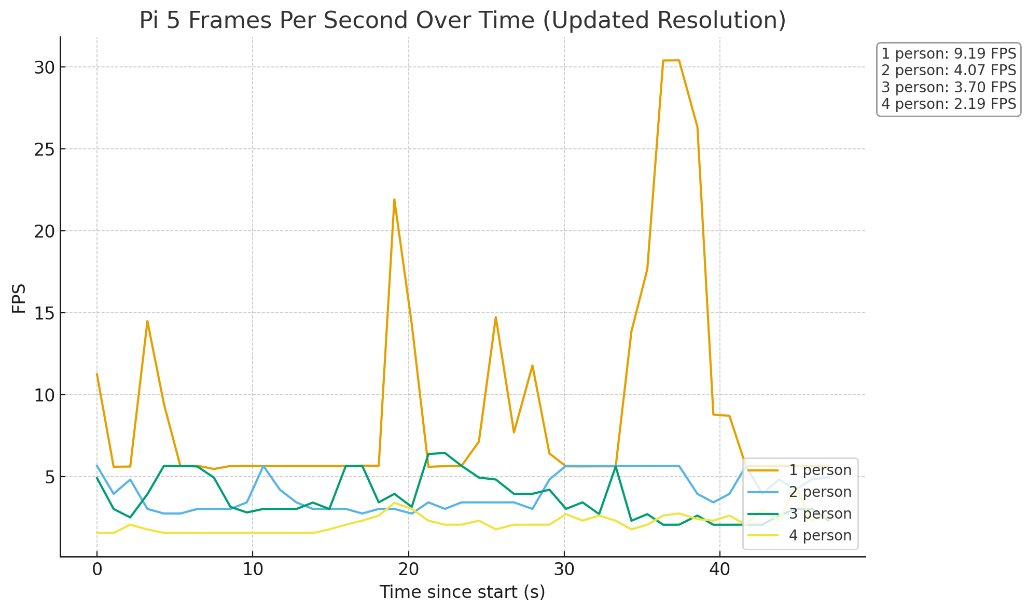 Pi 5 Frames Per Second Over Time (Updated Resolution)
1 person: 9.19 FPS
2 person: 4.07 FPS
3 person: 3.70 FPS
4 person: 2.19 FPS
FPS
30
25
20
15
10
5
1 person
2 person
3 person
4 person
0 10 20 30 40
Time since start (s)